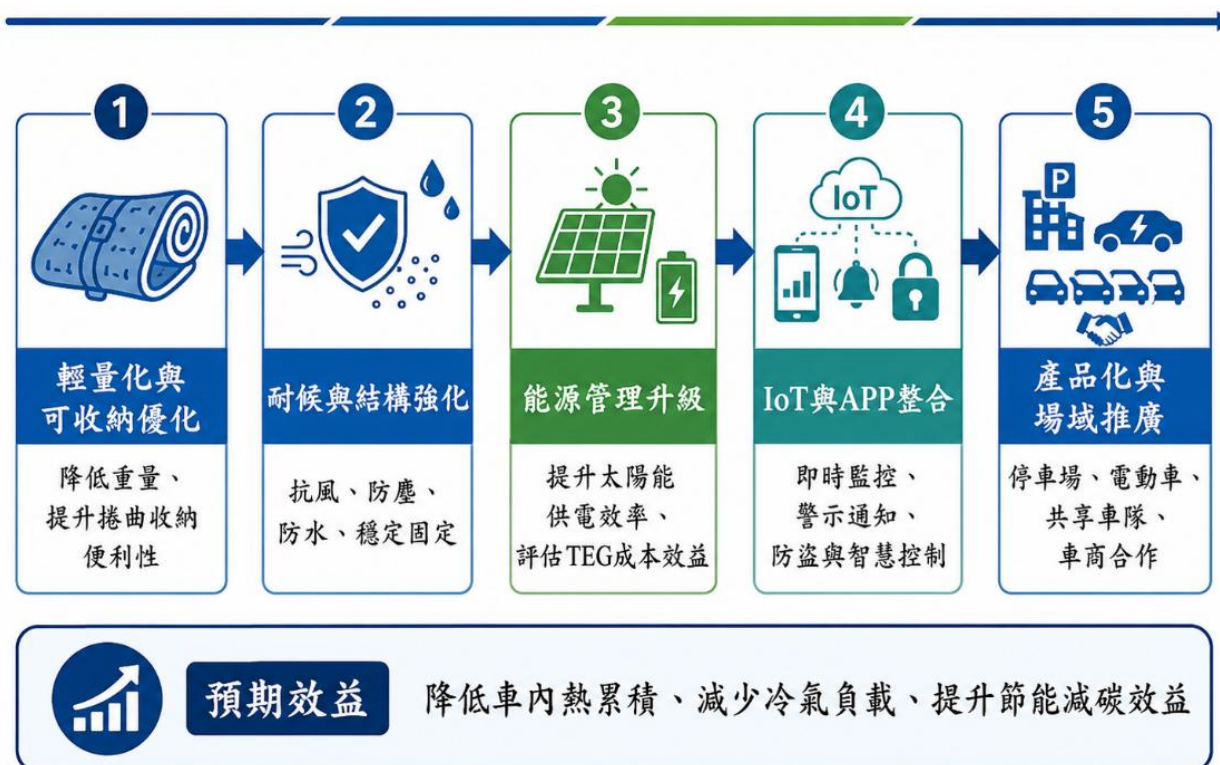 1
2
3
4
5
IoT
P
輕量化與
可收納優化
耐候與結構強化
能源管理升級
IoT與APP整合
產品化與
場域推廣
降低重量、
提升捲曲收納
便利性
抗風、防塵、
防水、穩定固定
提升太陽能
供電效率、
評估TEG成本效益
即時監控、
警示通知、
防盜與智慧控制
停車場、電動車、
共享車隊、
車商合作
預期效益
降低車內熱累積、減少冷氣負載、提升節能減碳效益